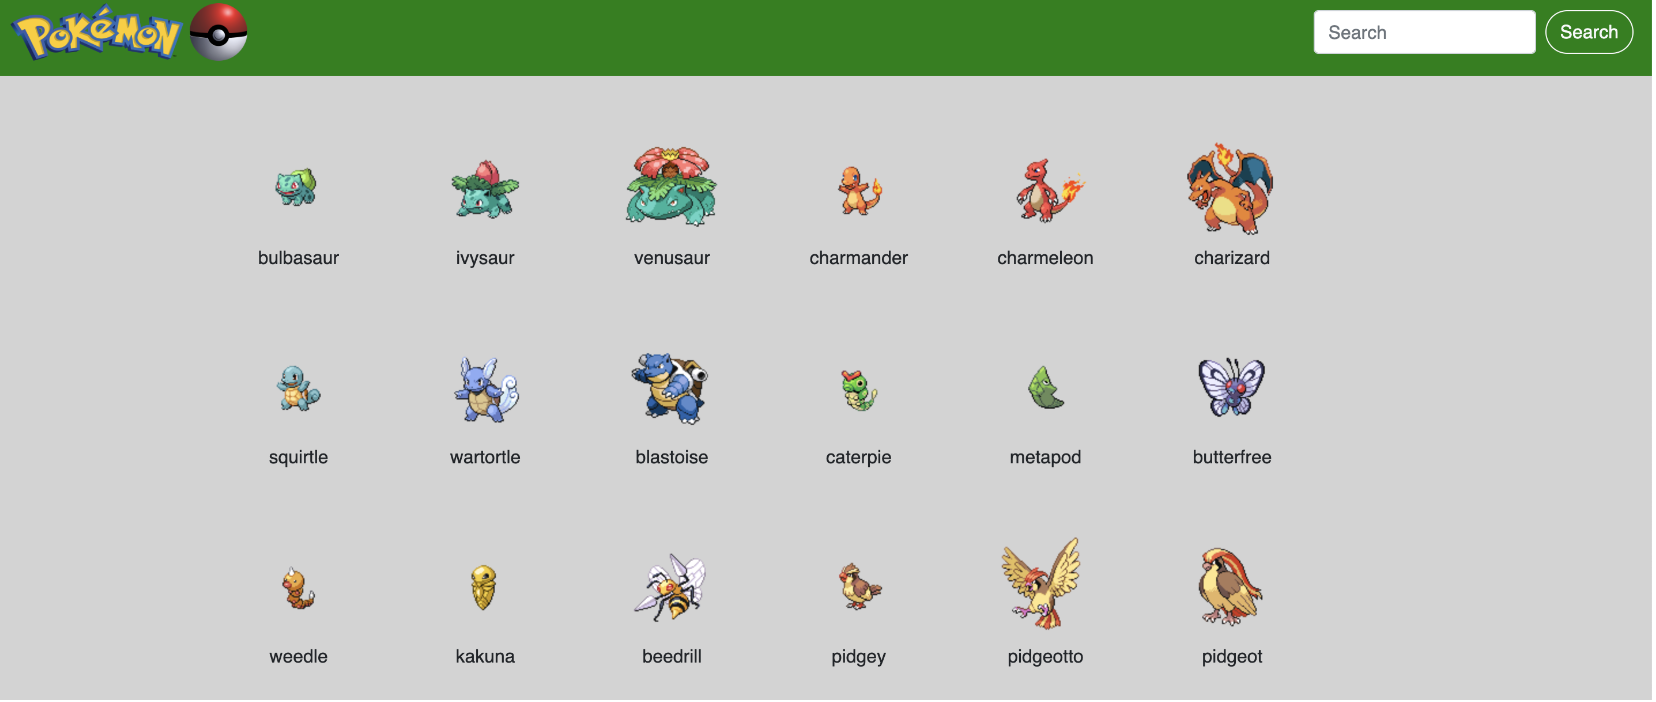 POKéMON
Search Search
bulbasaur ivysaur venusaur charmander charmeleon charizard
squirtle wartortle blastoise caterpie metapod butterfree
weedle kakuna beedrill pidgey pidgeotto pidgeot